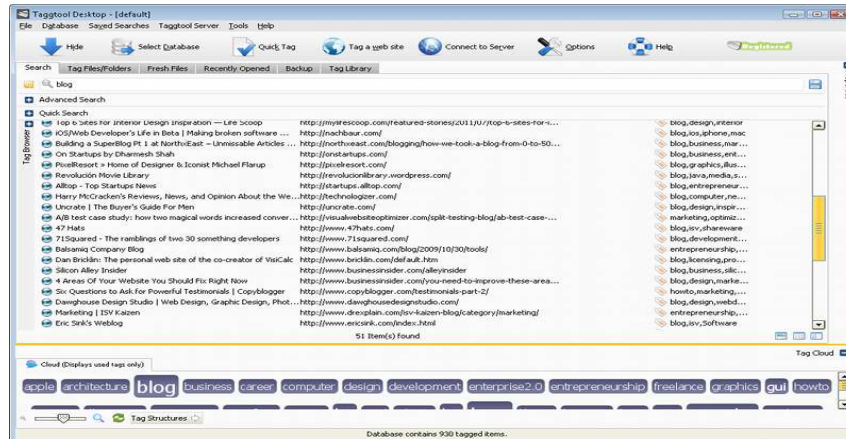 Taggtool Desktop - [default]
File Database Saved Searches Taggtool Server Tools Help
Hide Select Database Quick Tag Tag a web site Connect to Server Options Help Registered
Search Tag Files/Folders Fresh Files Recently Opened Backup Tag Library
blog
Advanced Search
Quick Search
Tag Browser
Top 6 Sites for Interior Design Inspiration — Life Scoop http://mylifescoop.com/featured-stories/2011/07/top-6-sites-for-i... blog,design,interior
iOS/Web Developer's Life in Beta | Making broken software ... http://nachbaur.com/ blog,ios,iphone,mac
Building a SuperBlog Pt 1 at NorthxEast – Unmissable Articles ... http://northxeast.com/blogging/how-we-took-a-blog-from-0-to-50... blog,business,mar...
On Startups by Dharmesh Shah http://onstartups.com/ blog,business,ent...
PixelResort » Home of Designer & Iconist Michael Flarup http://pixelresort.com/ blog,graphics,illus...
Revolución Movie Library http://revolucionlibrary.wordpress.com/ blog,java,media,s...
Alltop - Top Startups News http://startups.alltop.com/ blog,entrepreneur...
Harry McCracken's Reviews, News, and Opinion About the We... http://technologizer.com/ blog,computer,ne...
Uncrate | The Buyer's Guide For Men http://uncrate.com/ blog,design,inspir...
A/B test case study: how two magical words increased conver... http://visualwebsiteoptimizer.com/split-testing-blog/ab-test-case-... marketing,optimiz...
47 Hats http://www.47hats.com/ blog,isv,shareware
71Squared - The ramblings of two 30 something developers http://www.71squared.com/ blog,development...
Balsamiq Company Blog http://www.balsamiq.com/blog/2009/10/30/tools/ entrepreneurship,...
Dan Bricklin: The personal web site of the co-creator of VisiCalc http://www.bricklin.com/default.htm blog,licensing,pro...
Silicon Alley Insider http://www.businessinsider.com/alleyinsider blog,business,silic...
4 Areas Of Your Website You Should Fix Right Now http://www.businessinsider.com/you-need-to-improve-these-area... blog,design,marke...
Six Questions to Ask for Powerful Testimonials | Copyblogger http://www.copyblogger.com/testimonials-part-2/ howto,marketing,...
Dawghouse Design Studio | Web Design, Graphic Design, Phot... http://www.dawghousedesignstudio.com/ blog,design,webd...
Marketing | ISV Kaizen http://www.drexplain.com/isv-kaizen-blog/category/marketing/ entrepreneurship,...
Eric Sink's Weblog http://www.ericsink.com/index.html blog,isv,Software
51 Item(s) found
Tag Cloud
Cloud (Displays used tags only)
apple architecture blog business career computer design development enterprise2.0 entrepreneurship freelance graphics gui howto
Tag Structures
Database contains 930 tagged items.